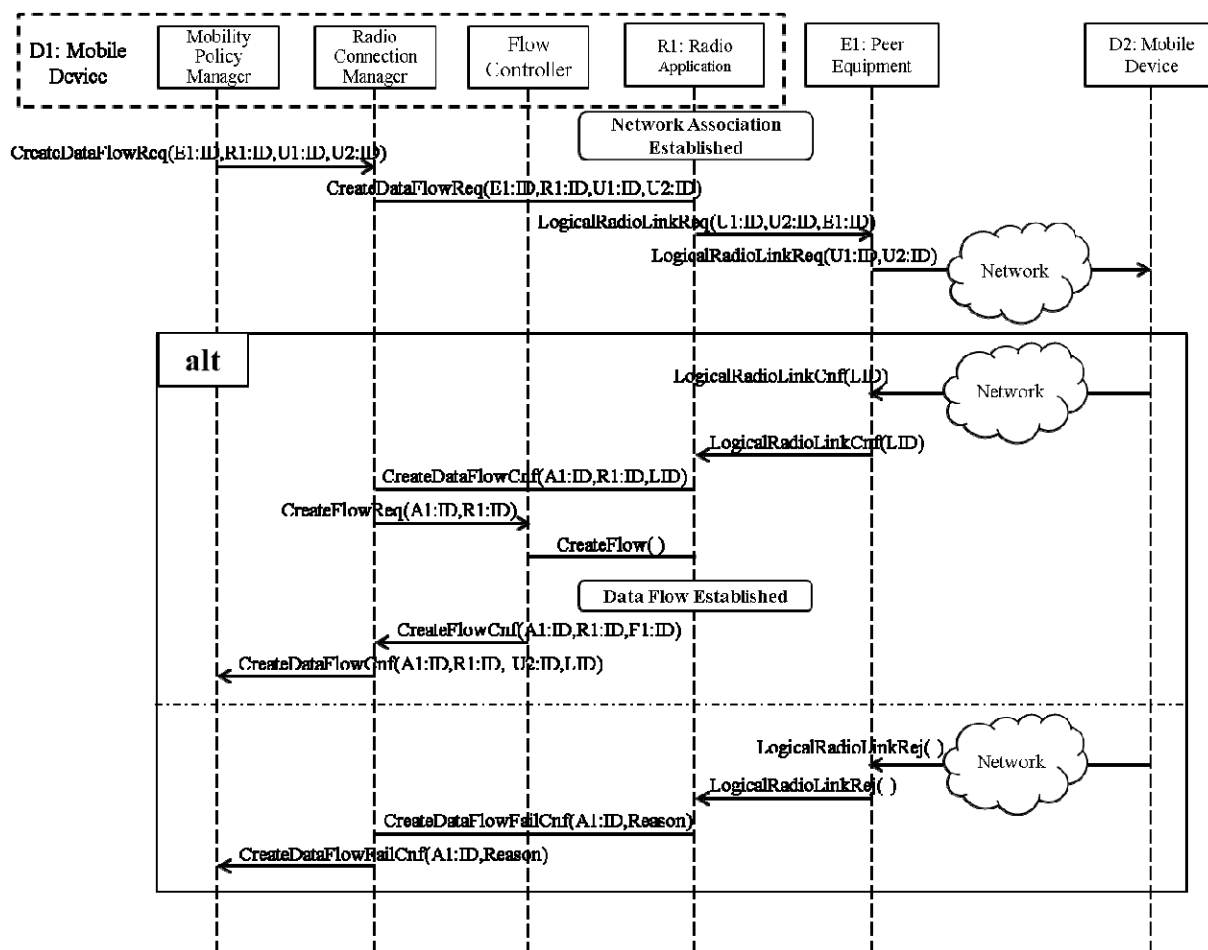 D1: Mobile
Device
Mobility
Policy
Manager
Radio
Connection
Manager
Flow
Controller
R1: Radio
Application
E1: Peer
Equipment
D2: Mobile
Device
Network Association
Established
CreateDataFlowReq(E1:ID,R1:ID,U1:ID,U2:ID)
CreateDataFlowReq(E1:ID,R1:ID,U1:ID,U2:ID)
LogicalRadioLinkReq(U1:ID,U2:ID,E1:ID)
LogicalRadioLinkReq(U1:ID,U2:ID)
Network
alt
LogicalRadioLinkCnf(LID)
Network
LogicalRadioLinkCnf(LID)
CreateDataFlowCnf(A1:ID,R1:ID,LID)
CreateFlowReq(A1:ID,R1:ID)
CreateFlow( )
Data Flow Established
CreateFlowCnf(A1:ID,R1:ID,F1:ID)
CreateDataFlowCnf(A1:ID,R1:ID, U2:ID,LID)
LogicalRadioLinkRej( )
Network
LogicalRadioLinkRej( )
CreateDataFlowFailCnf(A1:ID,Reason)
CreateDataFlowFailCnf(A1:ID,Reason)